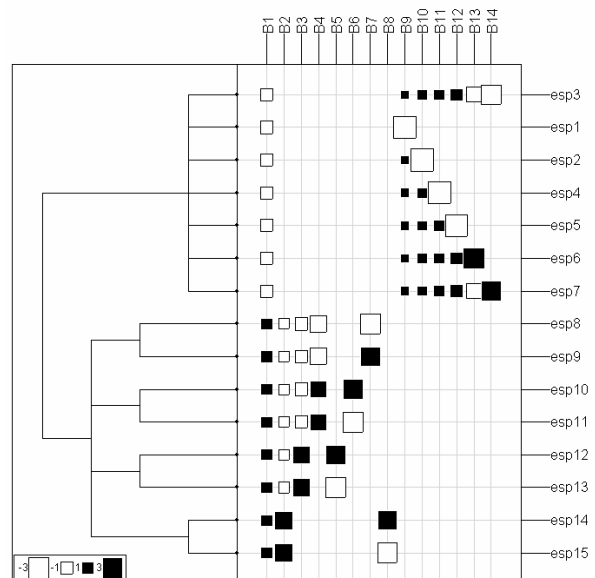 B1 B2 B3 B4 B5 B6 B7 B8 B9 B10 B11 B12 B13 B14
esp3
esp1
esp2
esp4
esp5
esp6
esp7
esp8
esp9
esp10
esp11
esp12
esp13
esp14
esp15
-3 -1 1 3